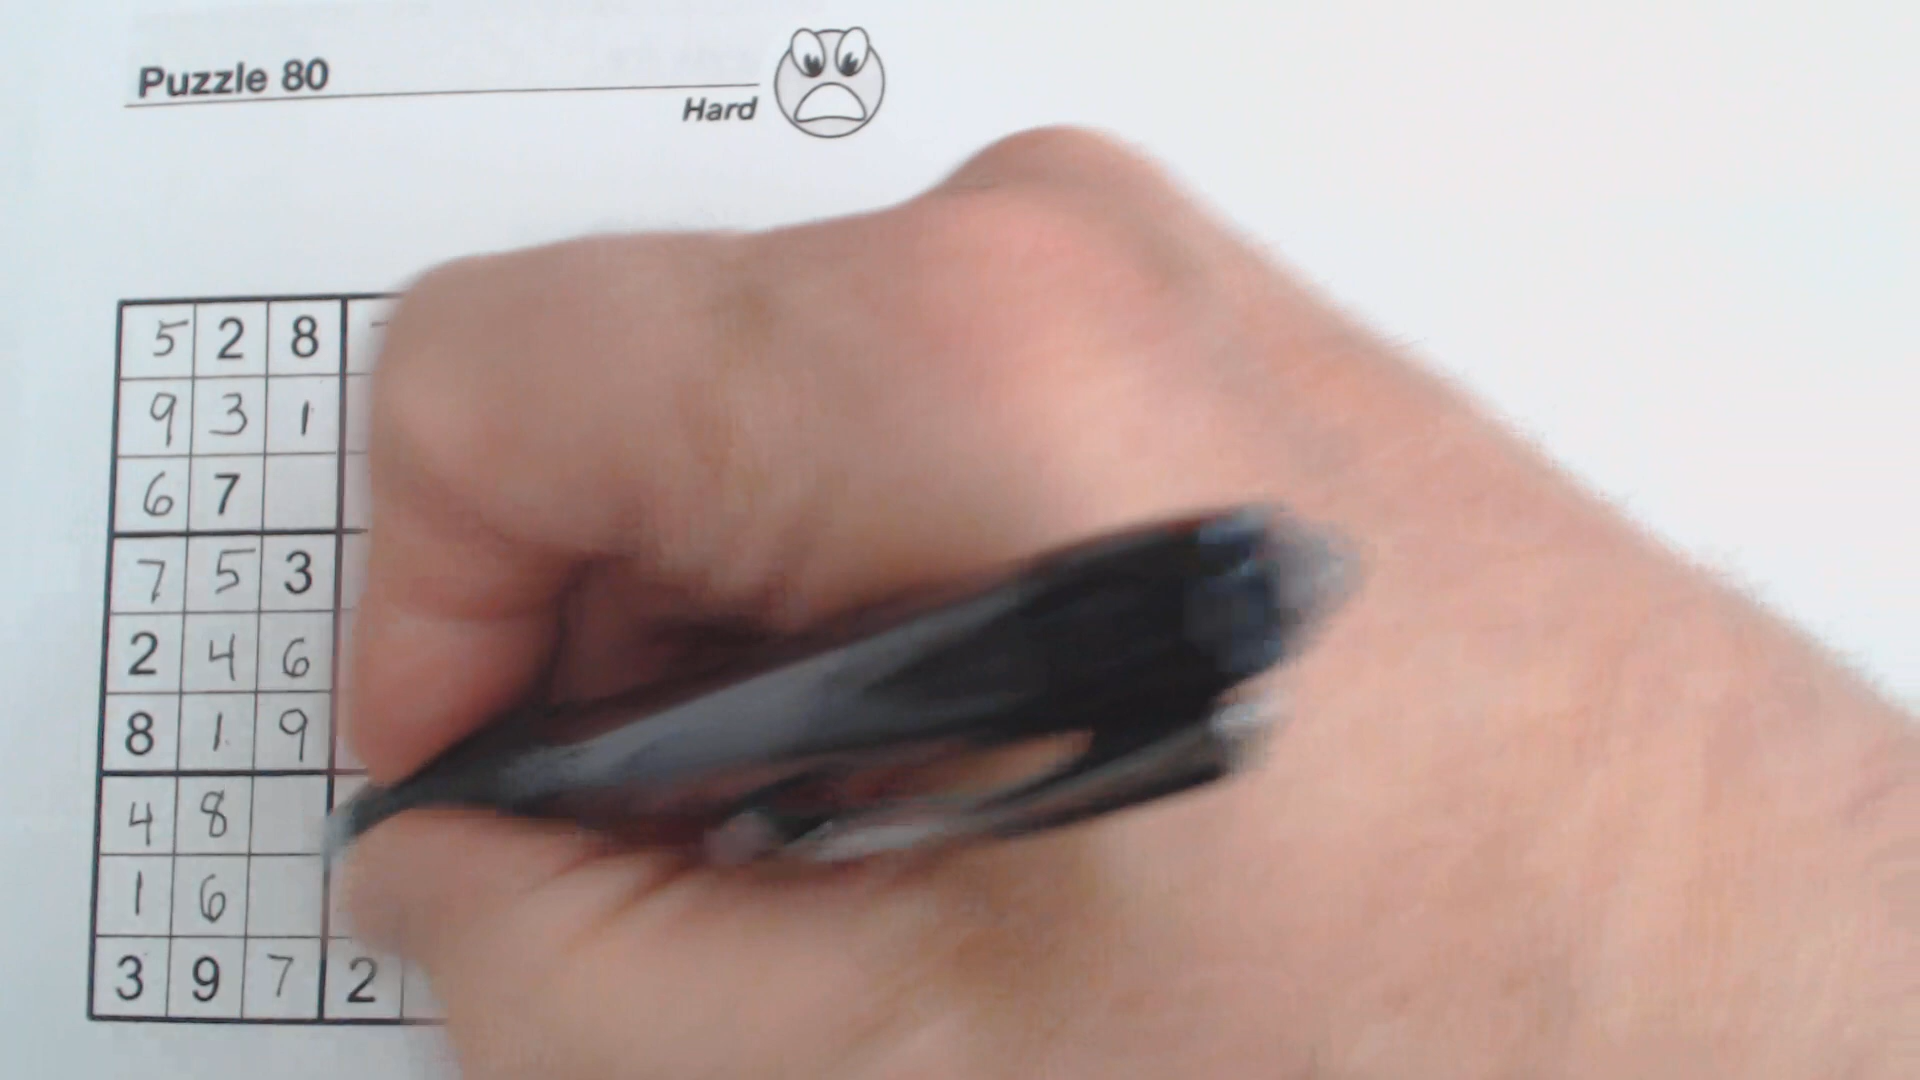 Puzzle 80
Hard
5 2 8
9 3 1
6 7
7 5 3
2 4 6
8 1 9
4 8
1 6
3 9 7 2